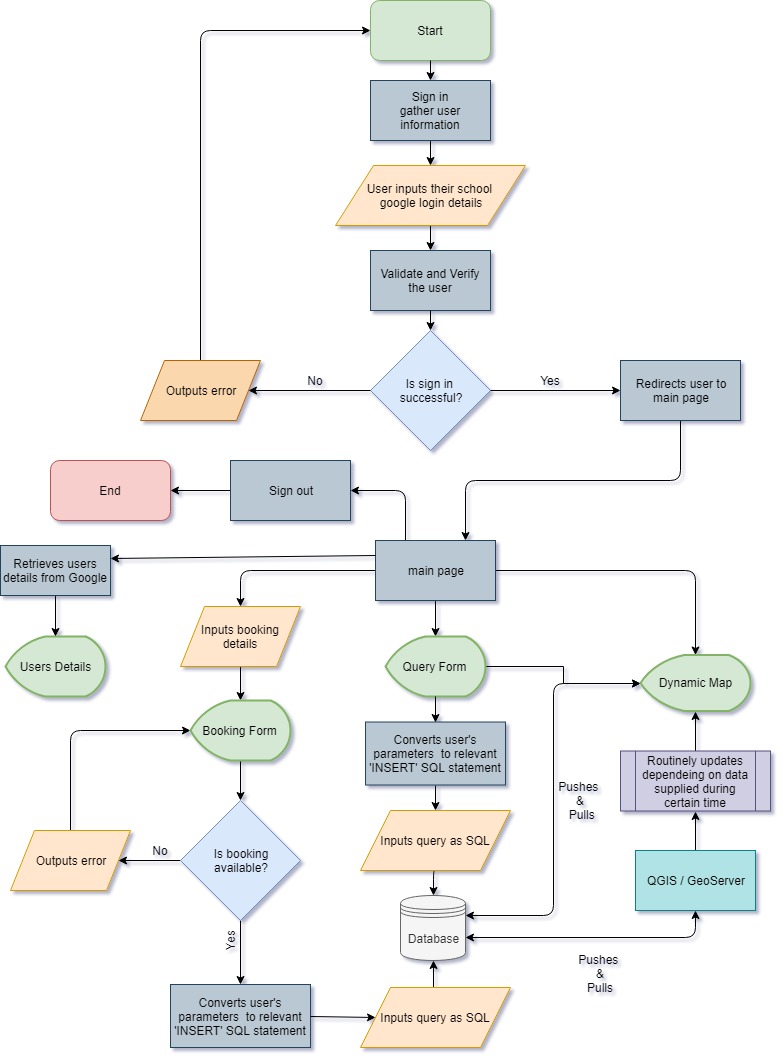 Start
Sign in
gather user
information
User inputs their school
google login details
Validate and Verify
the user
No
Is sign in
successful?
Yes
Outputs error
Redirects user to
main page
End
Sign out
main page
Retrieves users
details from Google
Inputs booking
details
Users Details
Query Form
Dynamic Map
Booking Form
Converts user's
parameters to relevant
'INSERT' SQL statement
Routinely updates
dependeing on data
supplied during
certain time
Pushes
&
Pulls
Outputs error
No
Is booking
available?
Inputs query as SQL
QGIS / GeoServer
Yes
Database
Pushes
&
Pulls
Converts user's
parameters to relevant
'INSERT' SQL statement
Inputs query as SQL